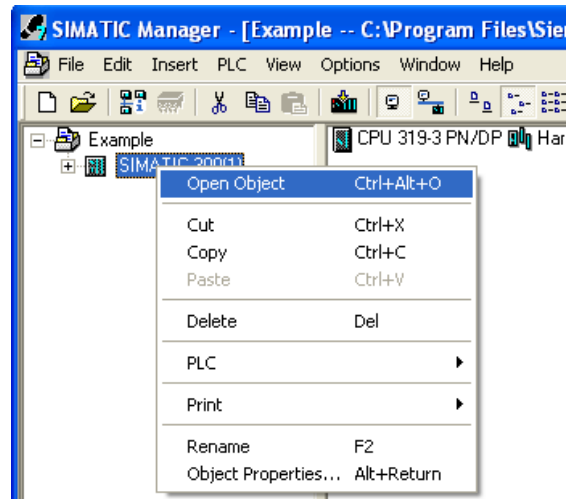 SIMATIC Manager - [Example -- C:\Program Files\Sie
File Edit Insert PLC View Options Window Help
Example
CPU 319-3 PN/DP Har
SIMATIC 300(1)
Open Object Ctrl+Alt+O
Cut Ctrl+X
Copy Ctrl+C
Paste Ctrl+V
Delete Del
PLC
Print
Rename F2
Object Properties... Alt+Return